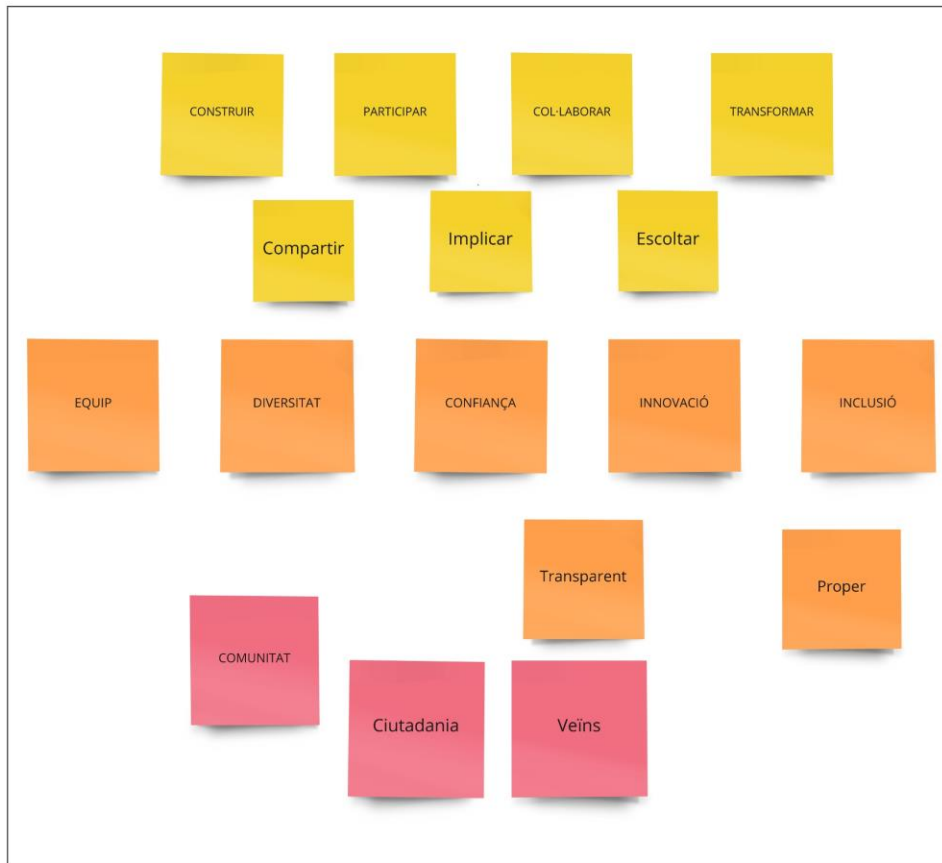 CONSTRUIR
PARTICIPAR
COL·LABORAR
TRANSFORMAR
Compartir
Implicar
Escoltar
EQUIP
DIVERSITAT
CONFIANÇA
INNOVACIÓ
INCLUSIÓ
Transparent
Proper
COMUNITAT
Ciutadania
Veïns